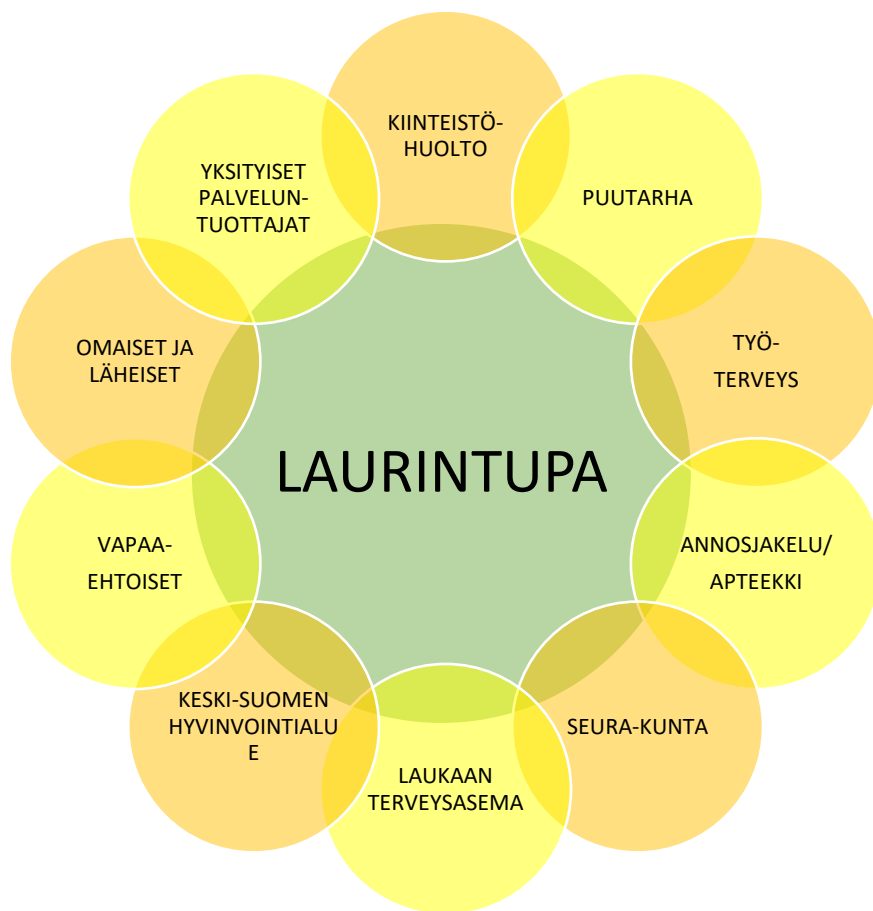 KIINTEISTÖ-
HUOLTO
PUUTARHA
TYÖ-
TERVEYS
ANNOSJAKELU/
APTEEKKI
SEURA-KUNTA
LAUKAAN
TERVEYSASEMA
KESKI-SUOMEN
HYVINVOINTIALU
E
VAPAA-
EHTOISET
OMAISET JA
LÄHEISET
YKSITYISET
PALVELUN-
TUOTTAJAT
LAURINTUPA